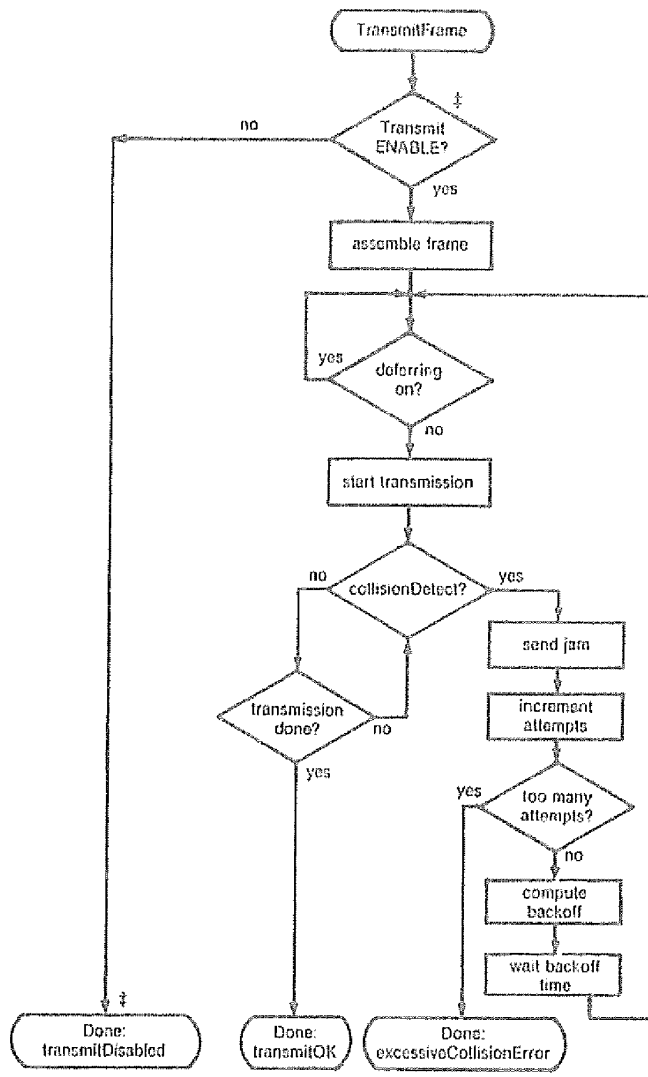 TransmitFrame
‡
Transmit
ENABLE?
no
yes
assemble frame
yes
deferring
on?
no
start transmission
no
collisionDetect?
yes
send jam
transmission
done?
no
increment
attempts
yes
yes
too many
attempts?
no
compute
backoff
wait backoff
time
‡
Done:
transmitDisabled
Done:
transmitOK
Done:
excessiveCollisionError